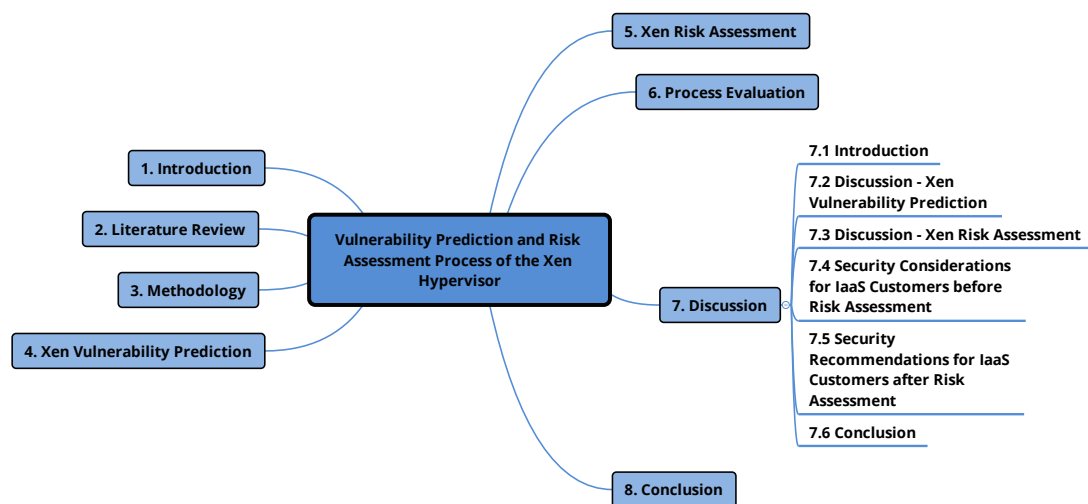 1. Introduction
2. Literature Review
3. Methodology
4. Xen Vulnerability Prediction
Vulnerability Prediction and Risk
Assessment Process of the Xen
Hypervisor
5. Xen Risk Assessment
6. Process Evaluation
7. Discussion
7.1 Introduction
7.2 Discussion - Xen
Vulnerability Prediction
7.3 Discussion - Xen Risk Assessment
7.4 Security Considerations
for IaaS Customers before
Risk Assessment
7.5 Security
Recommendations for IaaS
Customers after Risk
Assessment
7.6 Conclusion
8. Conclusion